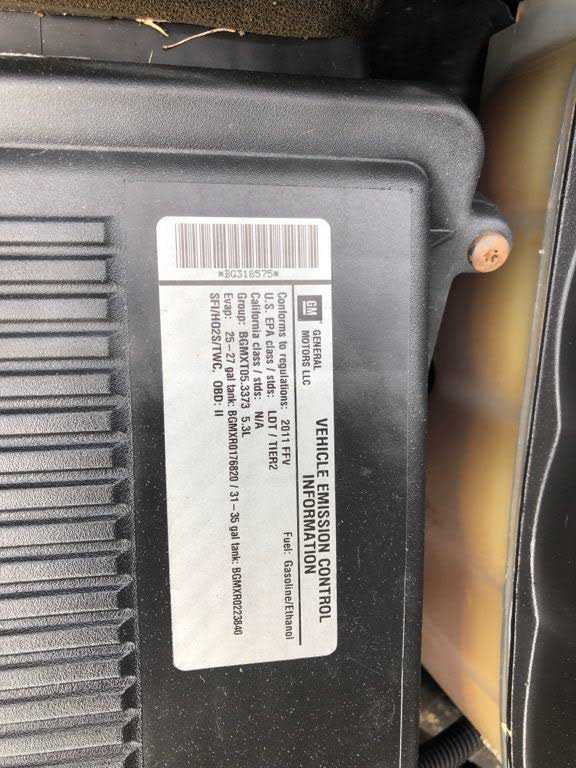 *BG318575*
GM
GENERAL
MOTORS LLC
VEHICLE EMISSION CONTROL
INFORMATION
Conforms to regulations: 2011 FFV
Fuel: Gasoline/Ethanol
U.S. EPA class / stds: LDT / TIER2
California class / stds: N/A
Group: BGMXT05.3373 5.3L
Evap: 25-27 gal tank: BGMXR0176820 / 31-35 gal tank: BGMXR0223840
SFI/HO2S/TWC, OBD: II